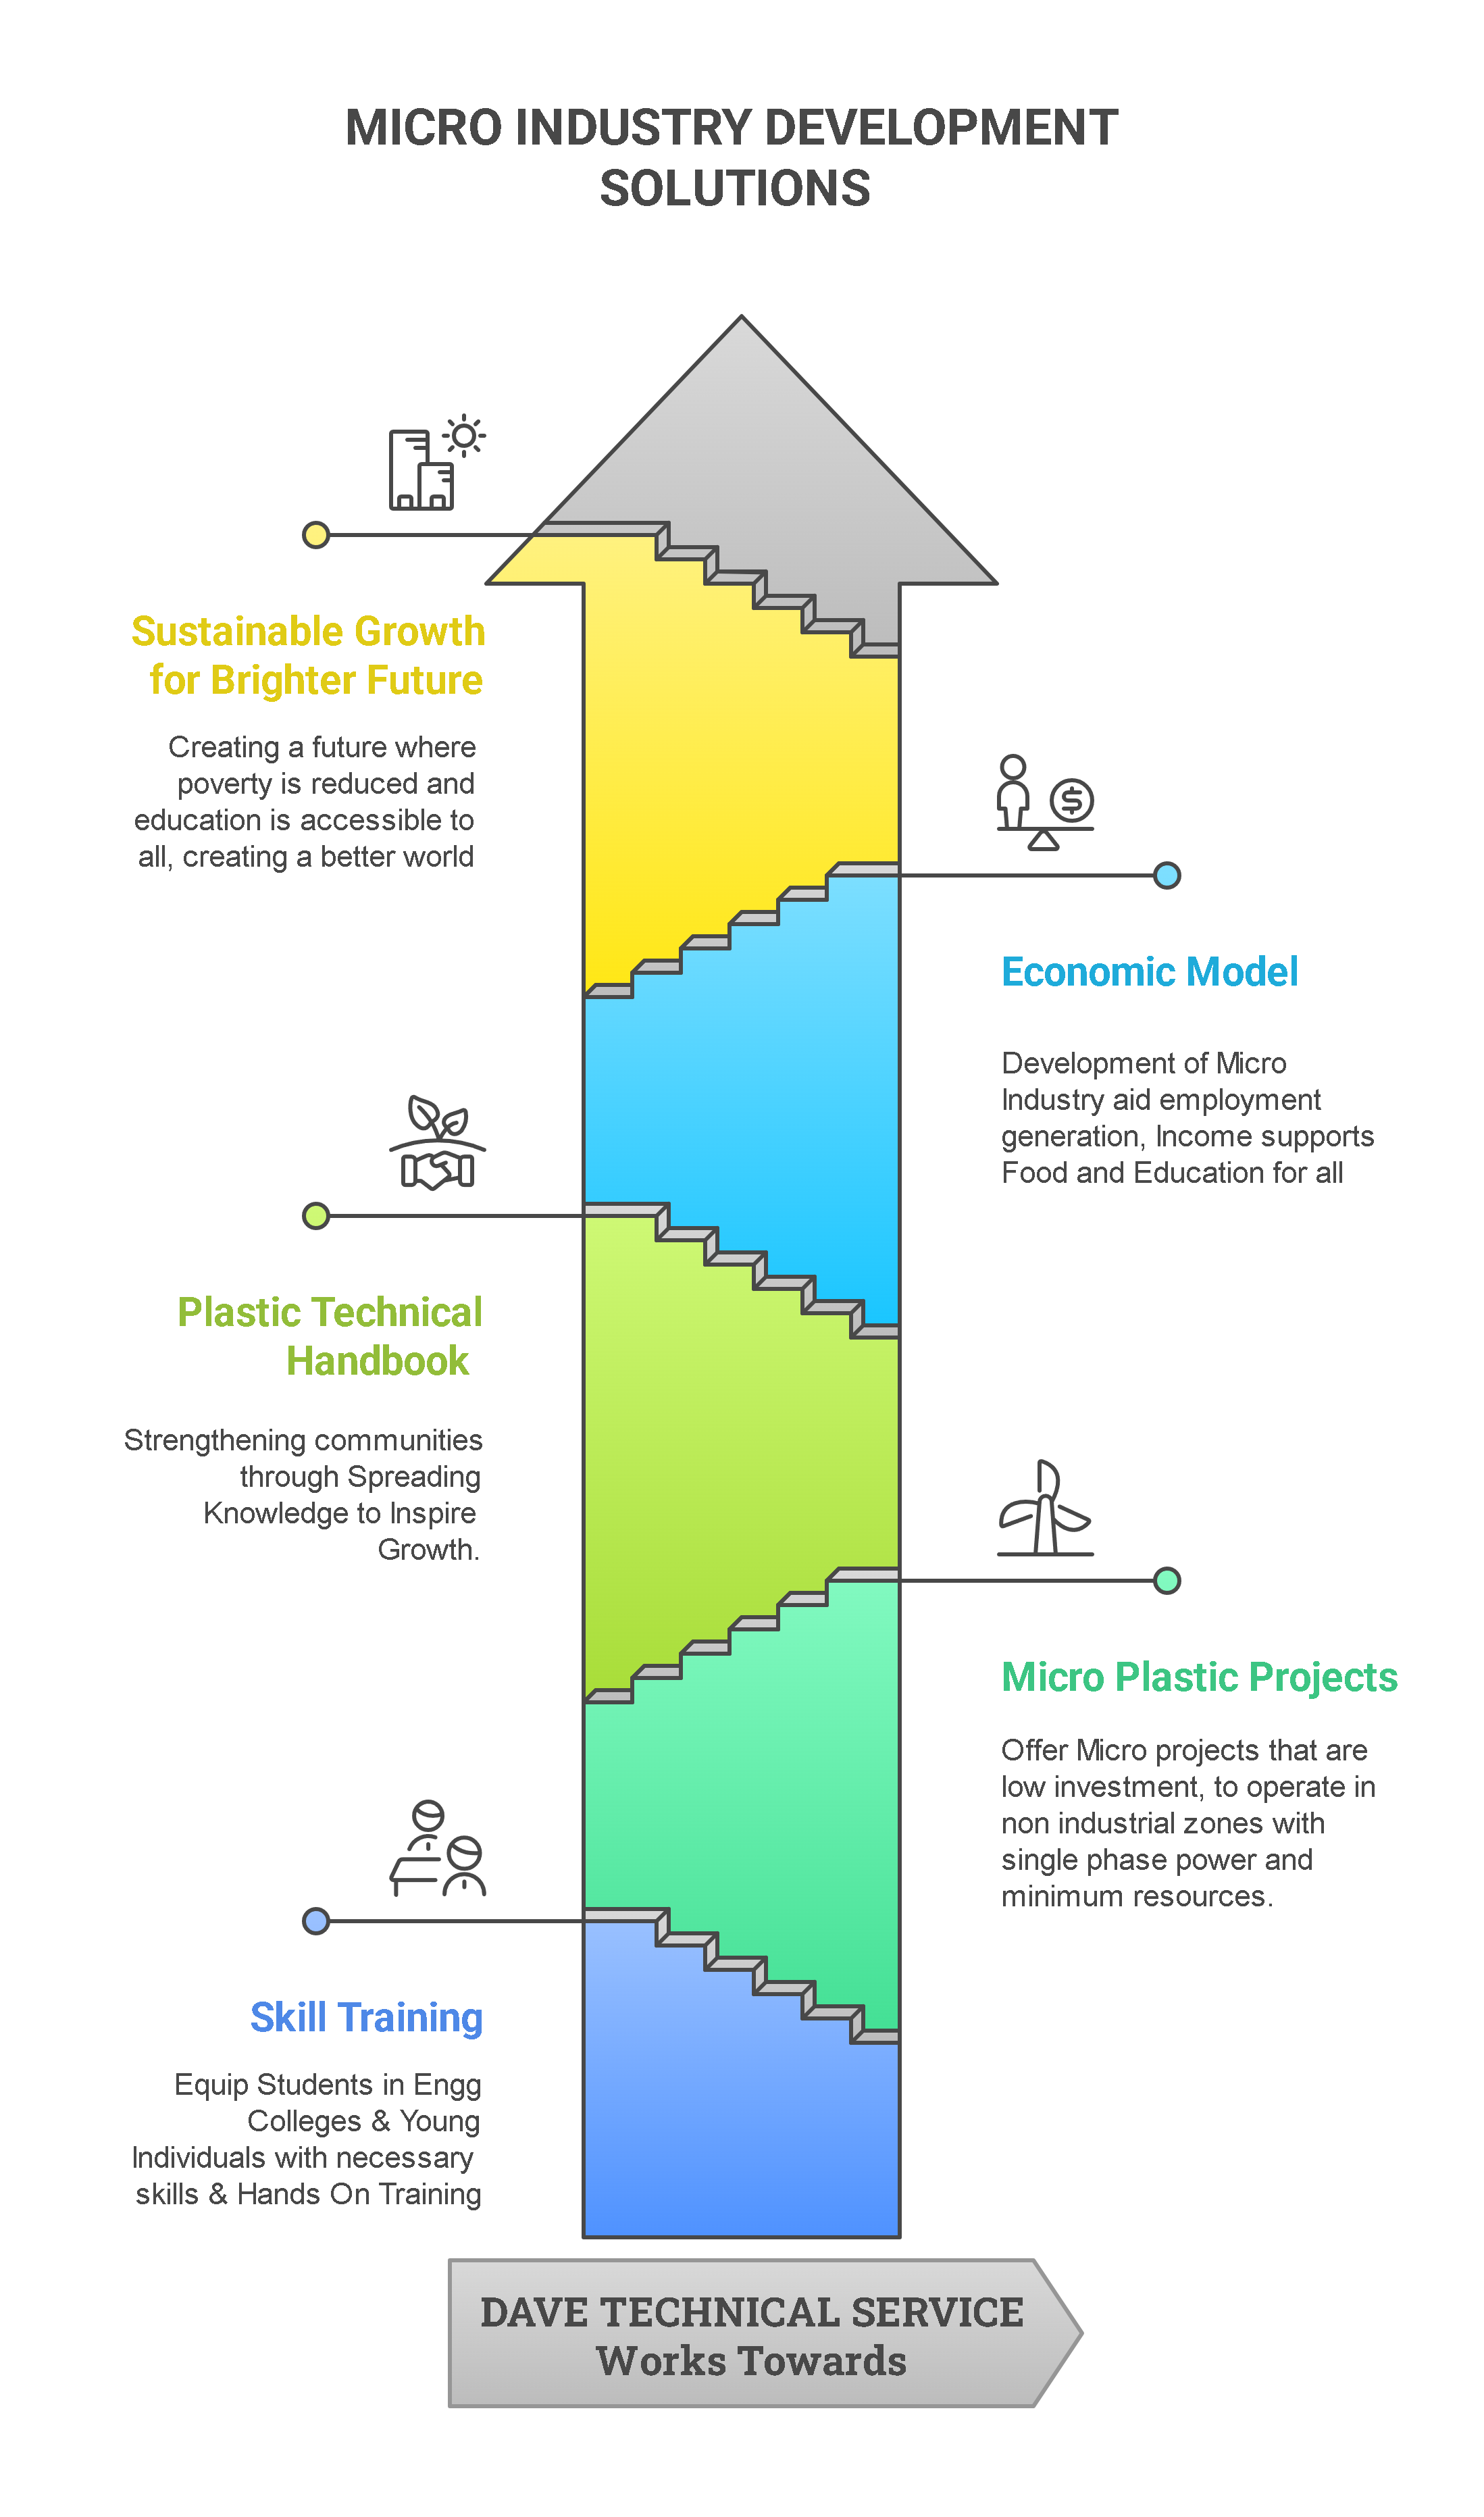 MICRO INDUSTRY DEVELOPMENT
SOLUTIONS
Sustainable Growth
for Brighter Future
Creating a future where
poverty is reduced and
education is accessible to
all, creating a better world
Economic Model
Development of Micro
Industry aid employment
generation, Income supports
Food and Education for all
Plastic Technical
Handbook
Strengthening communities
through Spreading
Knowledge to Inspire
Growth.
Micro Plastic Projects
Offer Micro projects that are
low investment, to operate in
non industrial zones with
single phase power and
minimum resources.
Skill Training
Equip Students in Engg
Colleges & Young
Individuals with necessary
skills & Hands On Training
DAVE TECHNICAL SERVICE
Works Towards